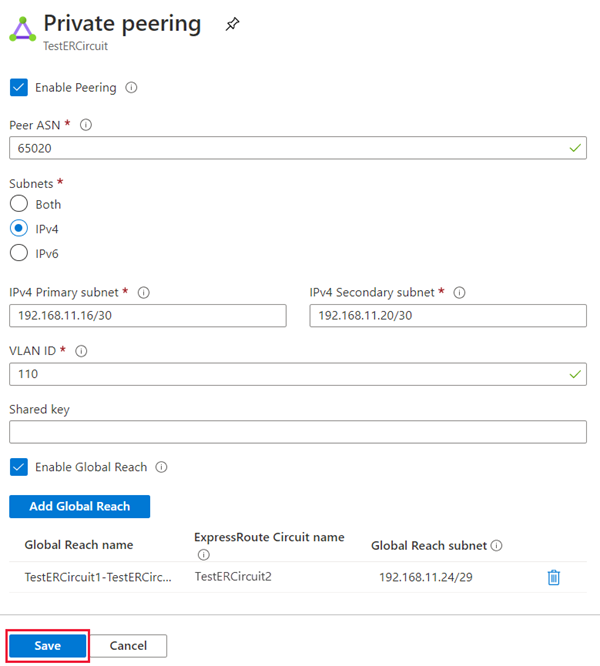 Private peering
TestERCircuit
Enable Peering
Peer ASN *
65020
Subnets *
Both
IPv4
IPv6
IPv4 Primary subnet * IPv4 Secondary subnet *
192.168.11.16/30 192.168.11.20/30
VLAN ID *
110
Shared key
Enable Global Reach
Add Global Reach
Global Reach name ExpressRoute Circuit name Global Reach subnet
TestERCircuit1-TestERCirc... TestERCircuit2 192.168.11.24/29
Save Cancel